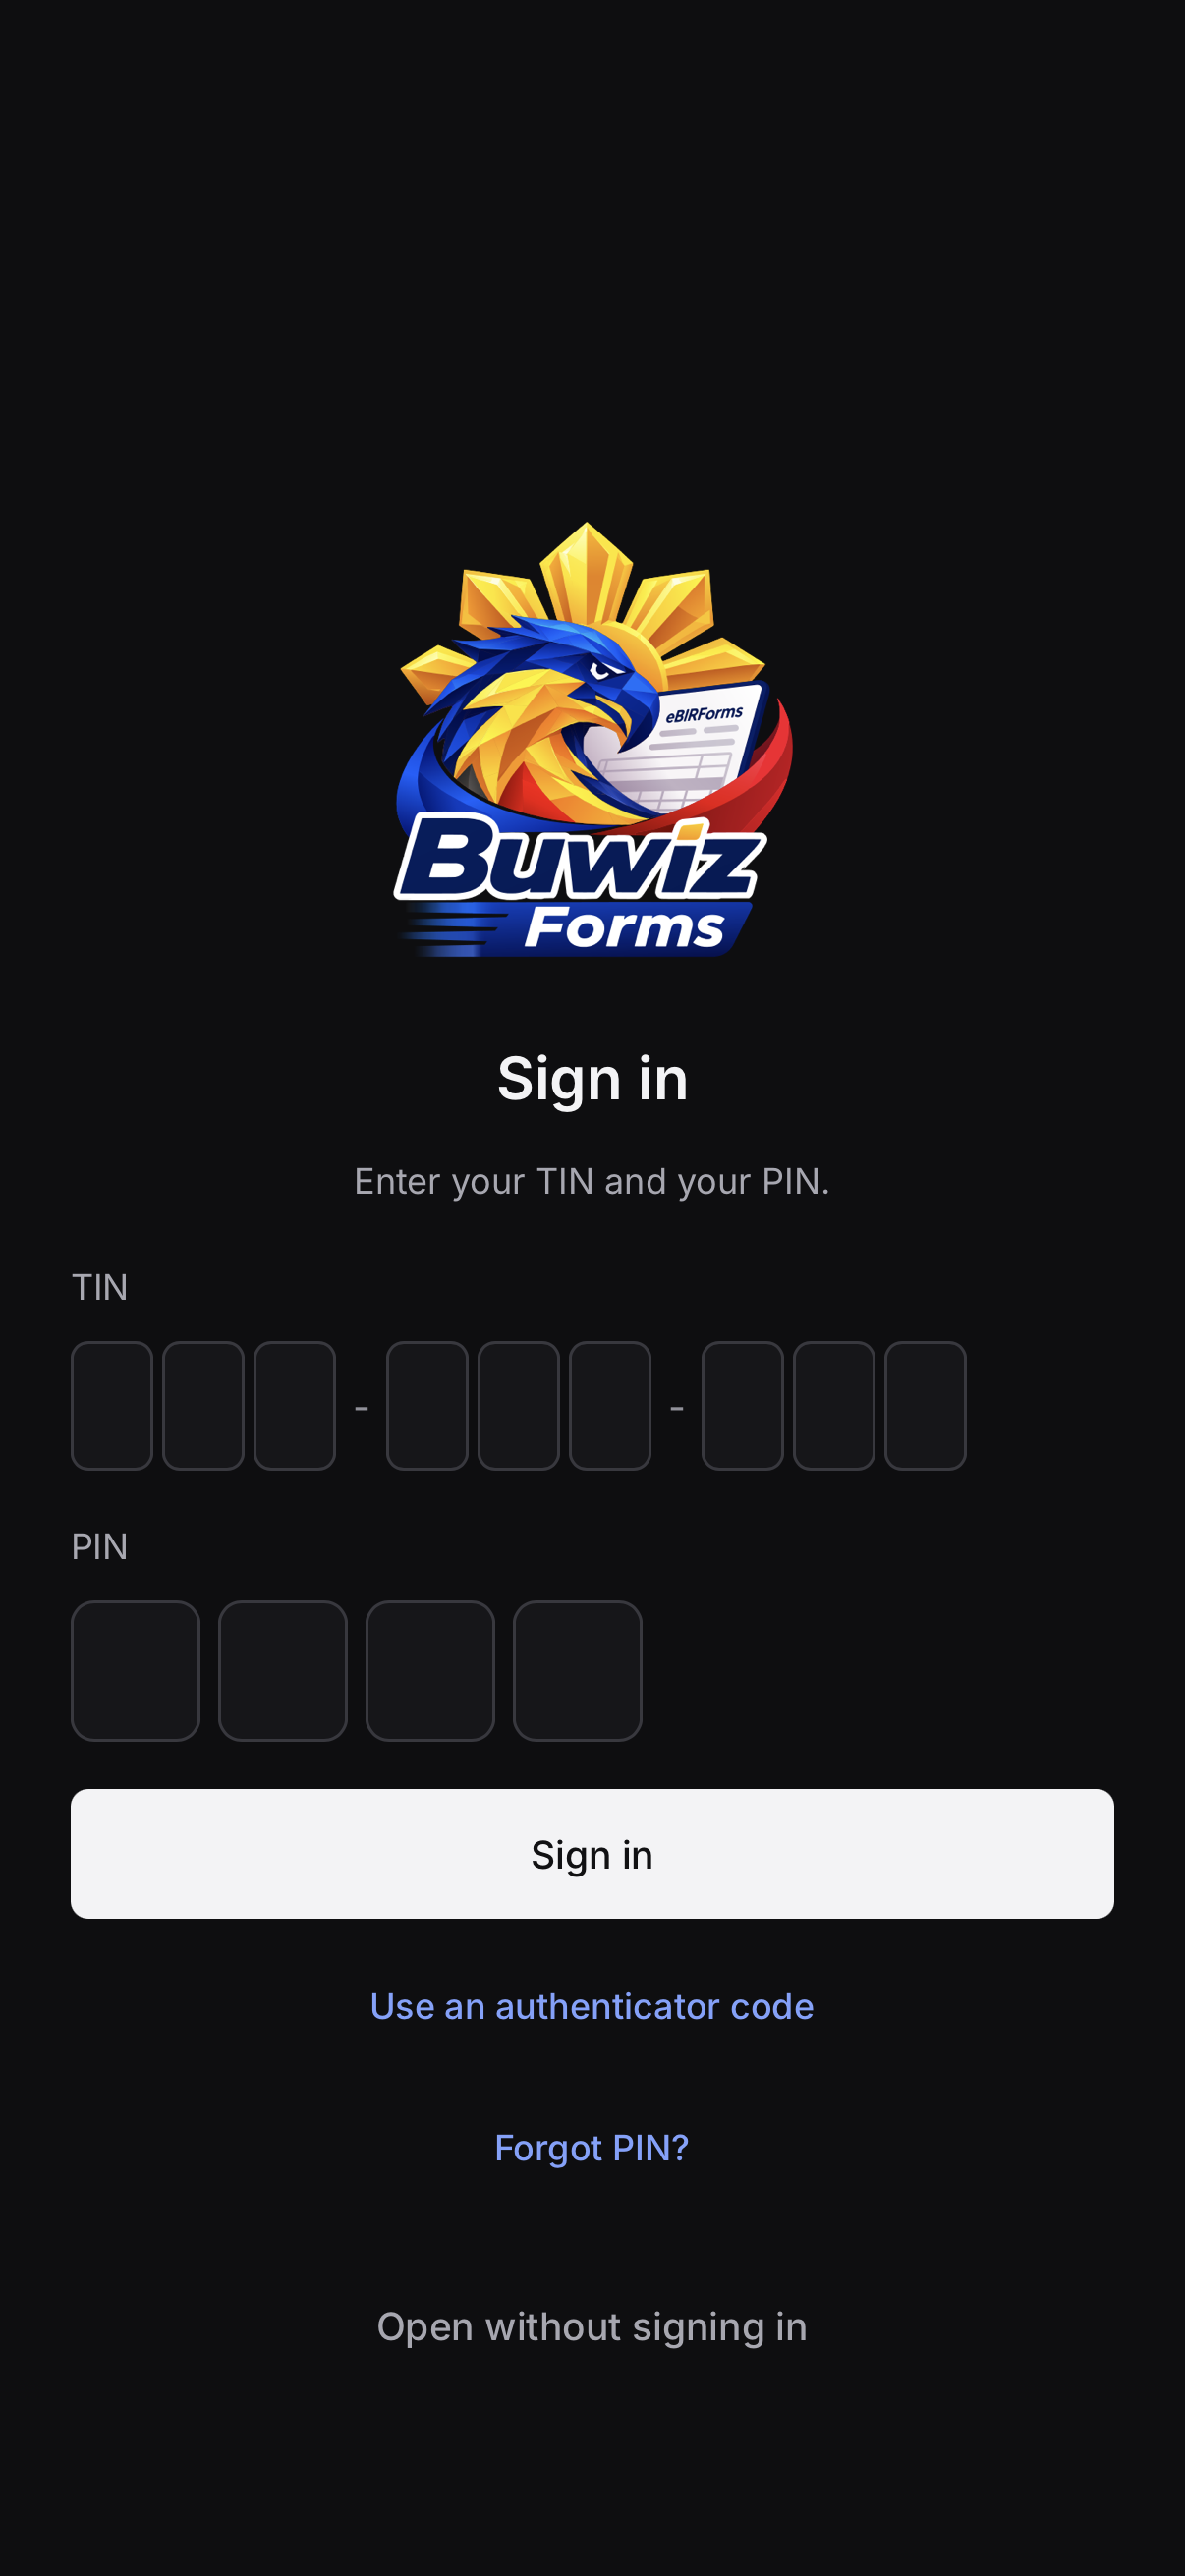 eBIRForms
Buwiz
Forms
Sign in
Enter your TIN and your PIN.
TIN
- -
PIN
Sign in
Use an authenticator code
Forgot PIN?
Open without signing in